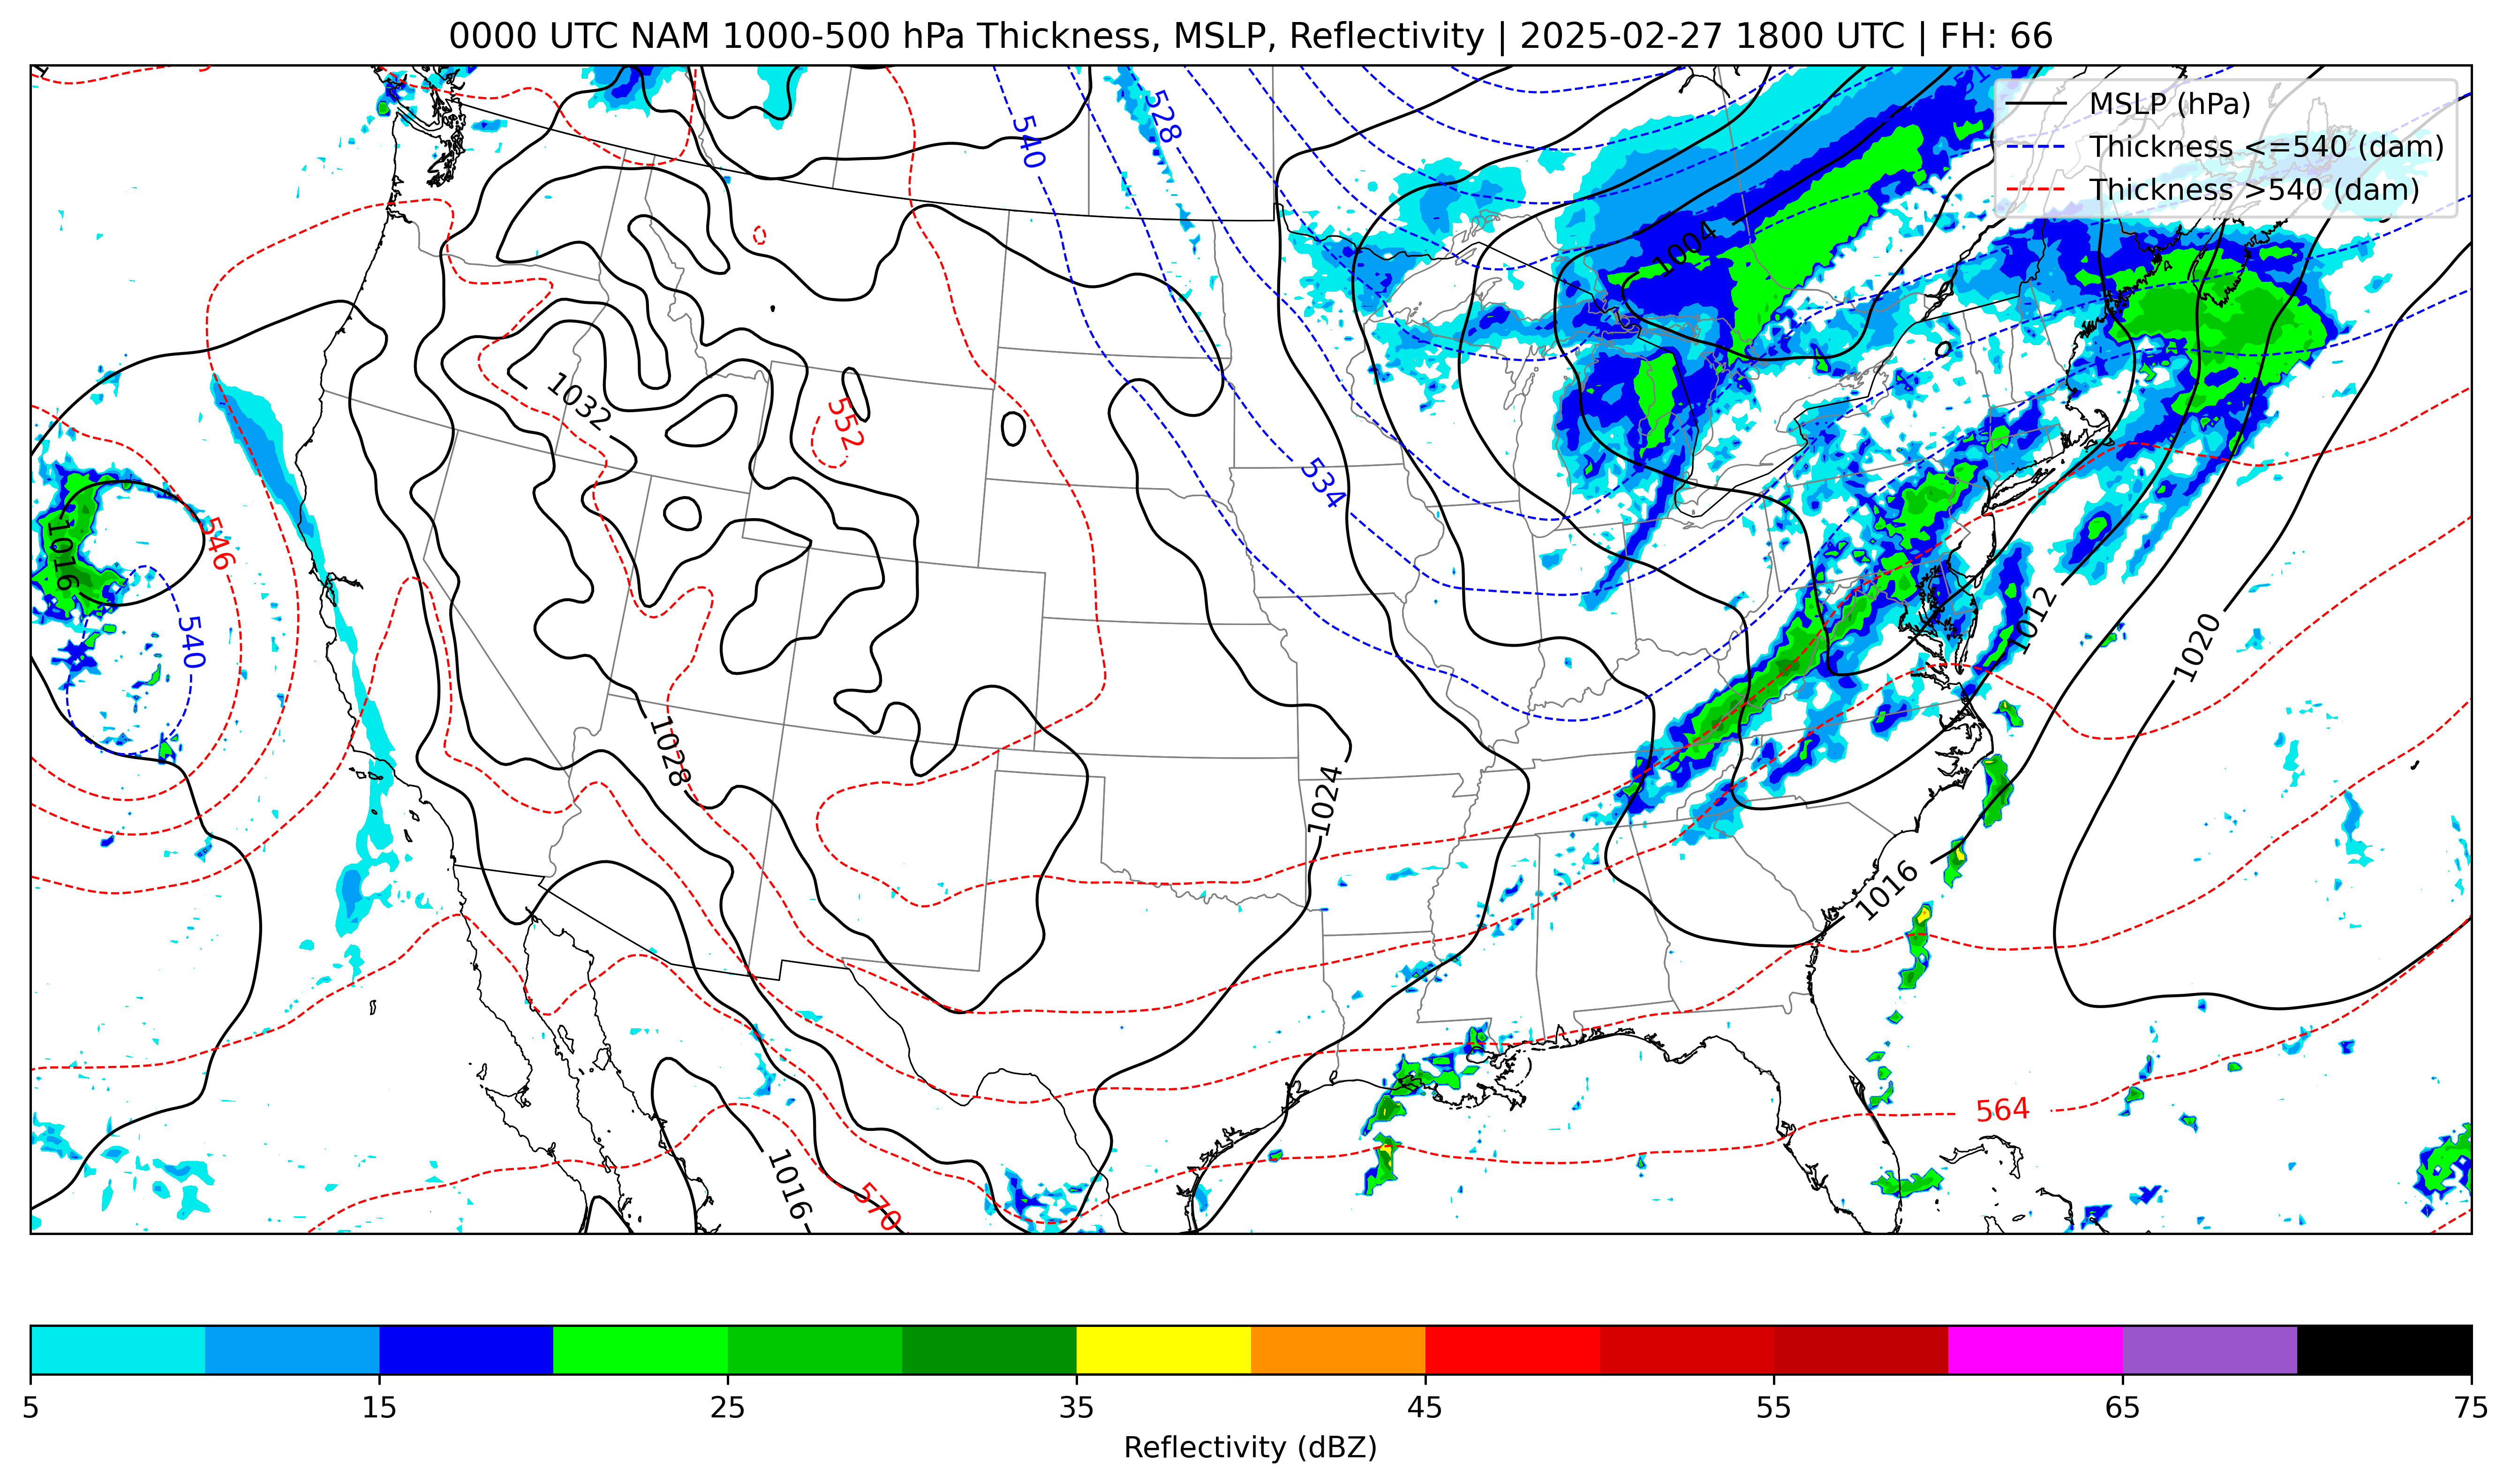 0000 UTC NAM 1000-500 hPa Thickness, MSLP, Reflectivity | 2025-02-27 1800 UTC | FH: 66
MSLP (hPa)
Thickness <=540 (dam)
Thickness >540 (dam)
528
540
1004
1032
552
534
1016
546
540
1012
1020
1028
1024
1016
564
1016
570
5 15 25 35 45 55 65 75
Reflectivity (dBZ)